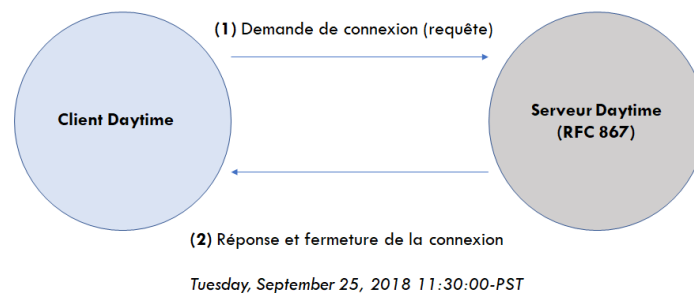 (1) Demande de connexion (requête)
Client Daytime
Serveur Daytime
(RFC 867)
(2) Réponse et fermeture de la connexion
Tuesday, September 25, 2018 11:30:00-PST